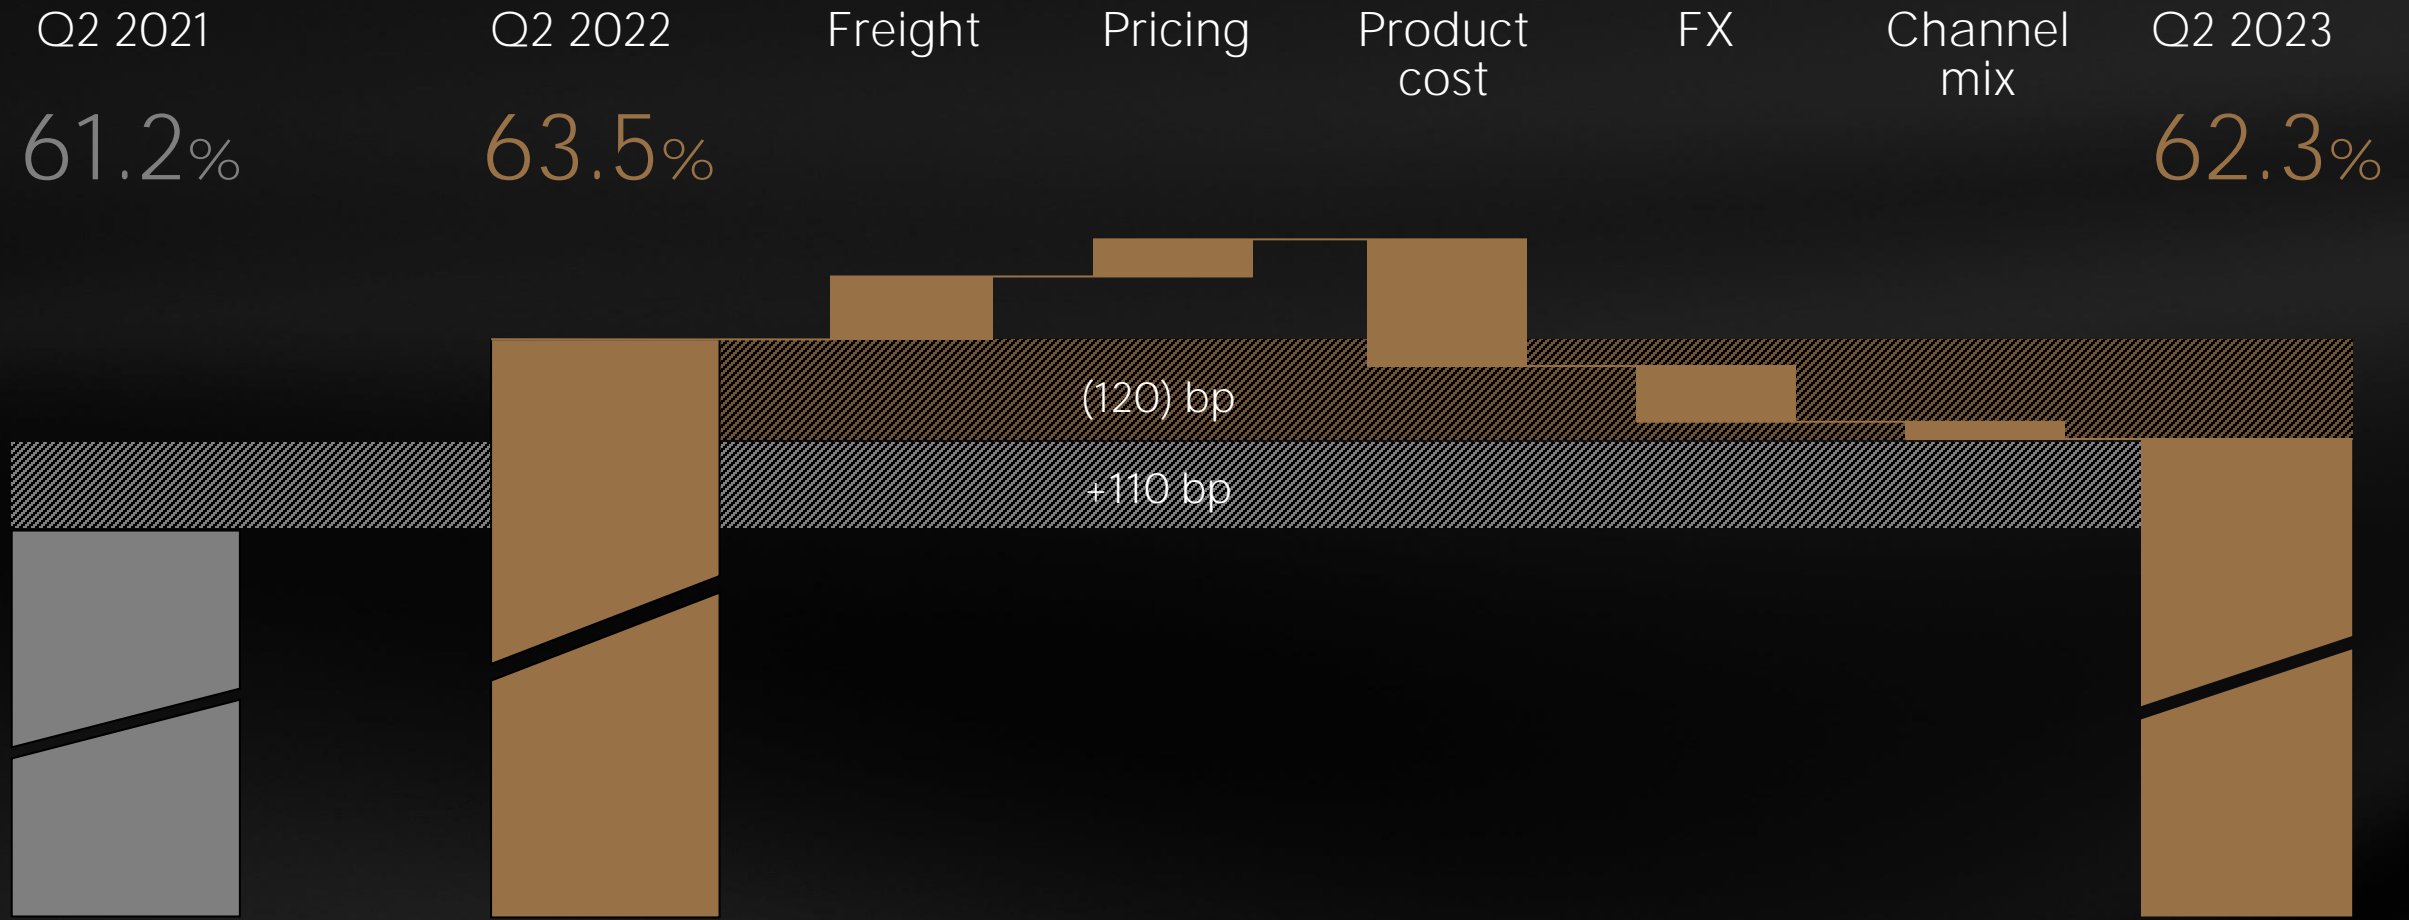 Q2 2021
61.2%
Q2 2022
63.5%
Freight
Pricing
Product
cost
FX
Channel
mix
Q2 2023
62.3%
(120) bp
+110 bp